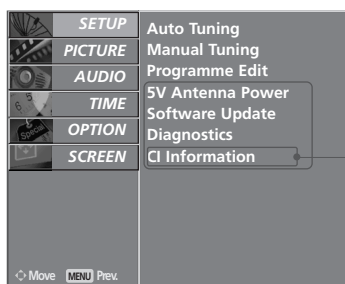 SETUP
PICTURE
AUDIO
TIME
OPTION
SCREEN
Auto Tuning
Manual Tuning
Programme Edit
5V Antenna Power
Software Update
Diagnostics
CI Information
Move MENU Prev.